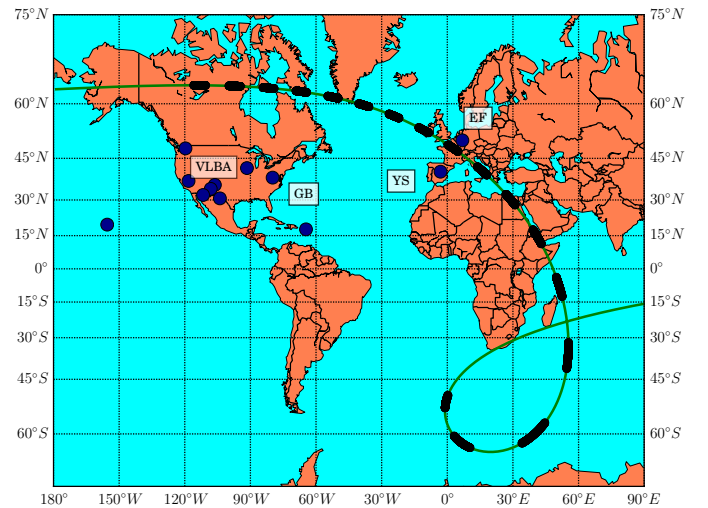 75°N 75°N
60°N 60°N
EF
45°N 45°N
VLBA
YS
30°N GB 30°N
15°N 15°N
0° 0°
15°S 15°S
30°S 30°S
45°S 45°S
60°S 60°S
180° 150°W 120°W 90°W 60°W 30°W 0° 30°E 60°E 90°E